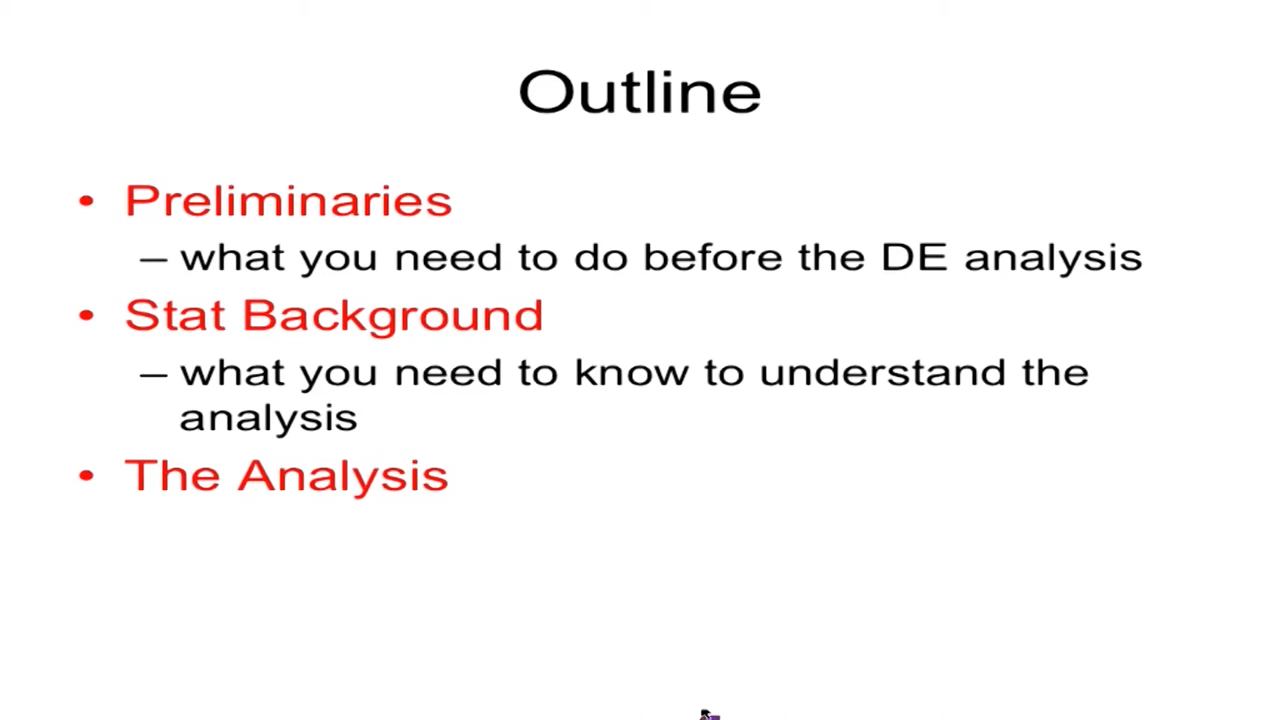 Outline
• Preliminaries
– what you need to do before the DE analysis
• Stat Background
– what you need to know to understand the
analysis
• The Analysis